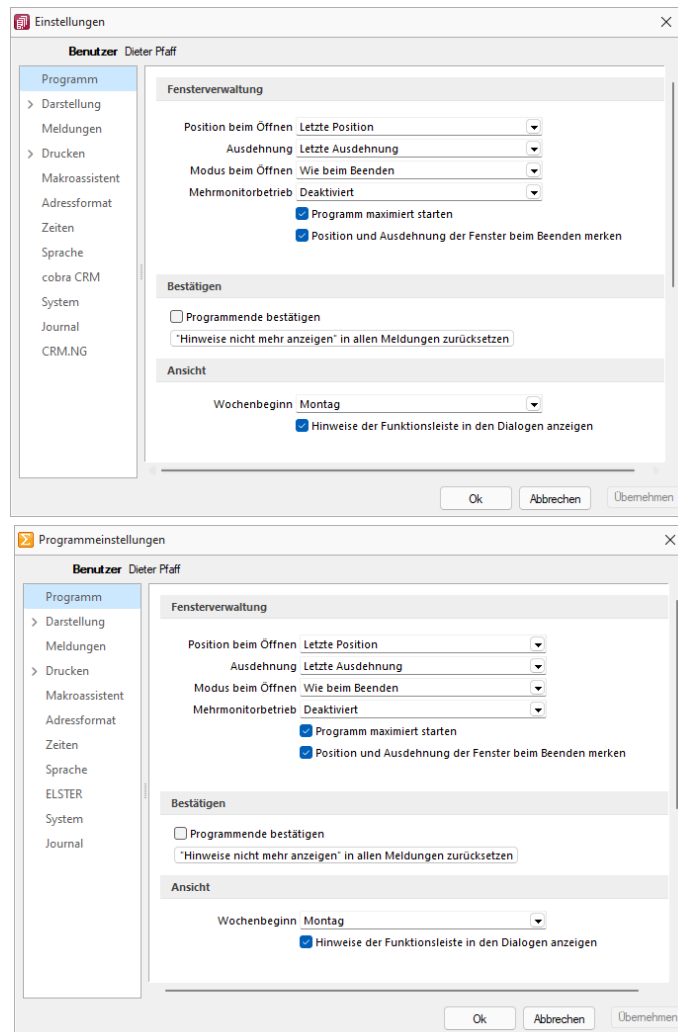 Einstellungen
Benutzer Dieter Pfaff
Programm
Darstellung
Meldungen
Drucken
Makroassistent
Adressformat
Zeiten
Sprache
cobra CRM
System
Journal
CRM.NG
Fensterverwaltung
Position beim Öffnen Letzte Position
Ausdehnung Letzte Ausdehnung
Modus beim Öffnen Wie beim Beenden
Mehrmonitorbetrieb Deaktiviert
Programm maximiert starten
Position und Ausdehnung der Fenster beim Beenden merken
Bestätigen
Programmende bestätigen
"Hinweise nicht mehr anzeigen" in allen Meldungen zurücksetzen
Ansicht
Wochenbeginn Montag
Hinweise der Funktionsleiste in den Dialogen anzeigen
Ok Abbrechen Übernehmen
Programmeinstellungen
Benutzer Dieter Pfaff
Programm
Darstellung
Meldungen
Drucken
Makroassistent
Adressformat
Zeiten
Sprache
ELSTER
System
Journal
Fensterverwaltung
Position beim Öffnen Letzte Position
Ausdehnung Letzte Ausdehnung
Modus beim Öffnen Wie beim Beenden
Mehrmonitorbetrieb Deaktiviert
Programm maximiert starten
Position und Ausdehnung der Fenster beim Beenden merken
Bestätigen
Programmende bestätigen
"Hinweise nicht mehr anzeigen" in allen Meldungen zurücksetzen
Ansicht
Wochenbeginn Montag
Hinweise der Funktionsleiste in den Dialogen anzeigen
Ok Abbrechen Übernehmen